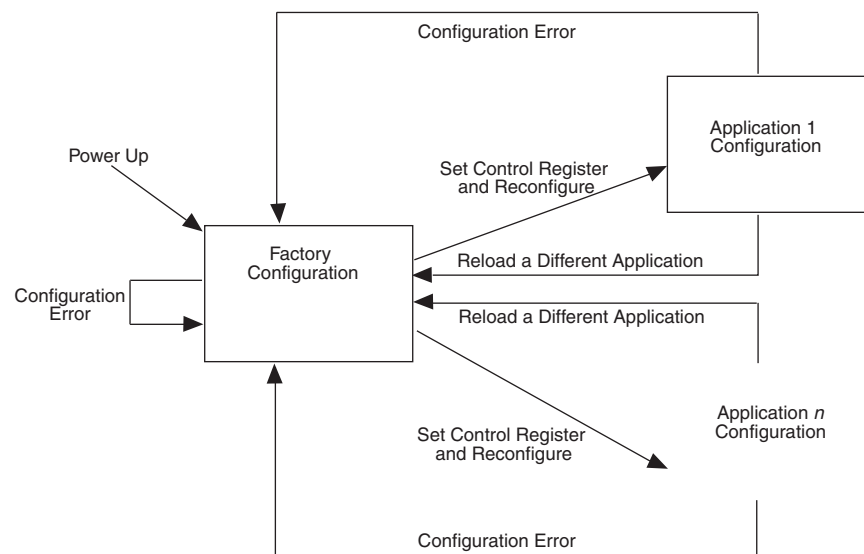 Configuration Error
Application 1
Configuration
Power Up
Set Control Register
and Reconfigure
Factory
Configuration
Reload a Different Application
Configuration
Error
Reload a Different Application
Application n
Configuration
Set Control Register
and Reconfigure
Configuration Error